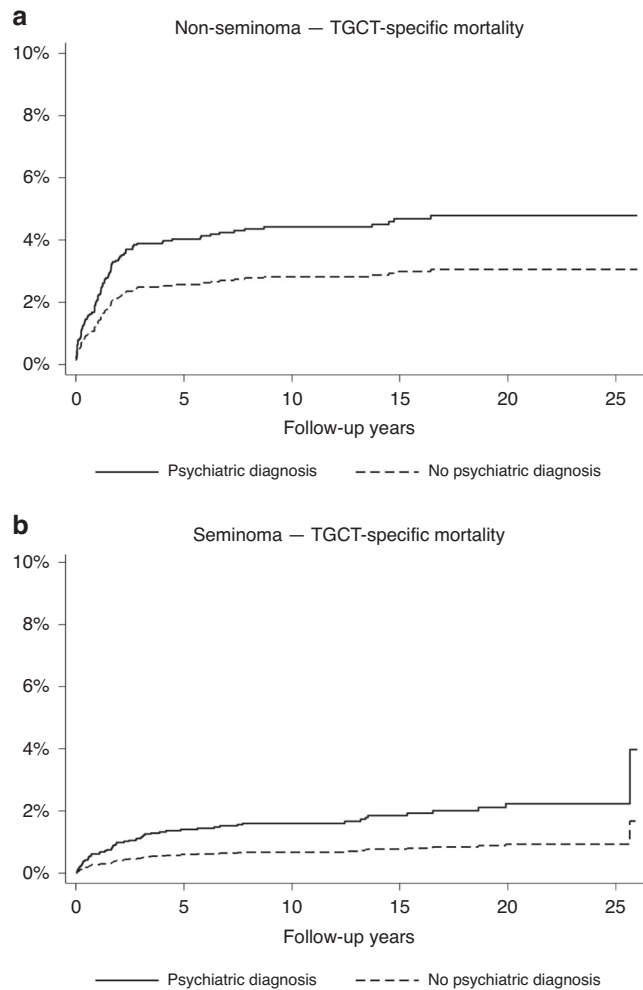 a
Non-seminoma — TGCT-specific mortality
10%
8%
6%
4%
2%
0%
0 5 10 15 20 25
Follow-up years
Psychiatric diagnosis No psychiatric diagnosis
b
Seminoma — TGCT-specific mortality
10%
8%
6%
4%
2%
0%
0 5 10 15 20 25
Follow-up years
Psychiatric diagnosis No psychiatric diagnosis